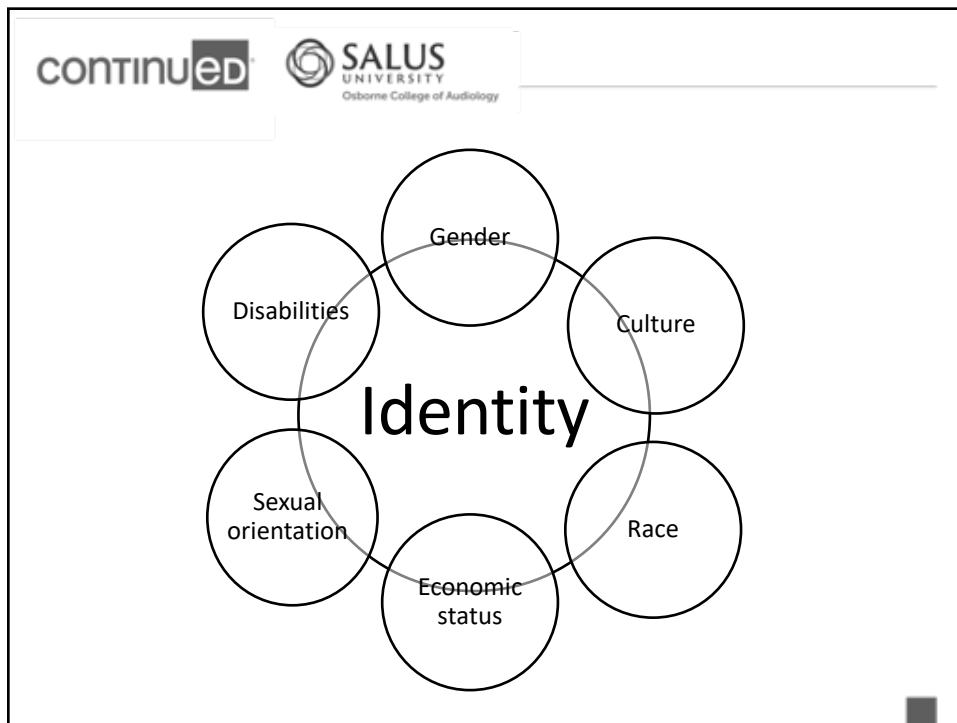 continued
SALUS
UNIVERSITY
Osborne College of Audiology
Gender
Disabilities
Culture
Identity
Sexual
orientation
Race
Economic
status